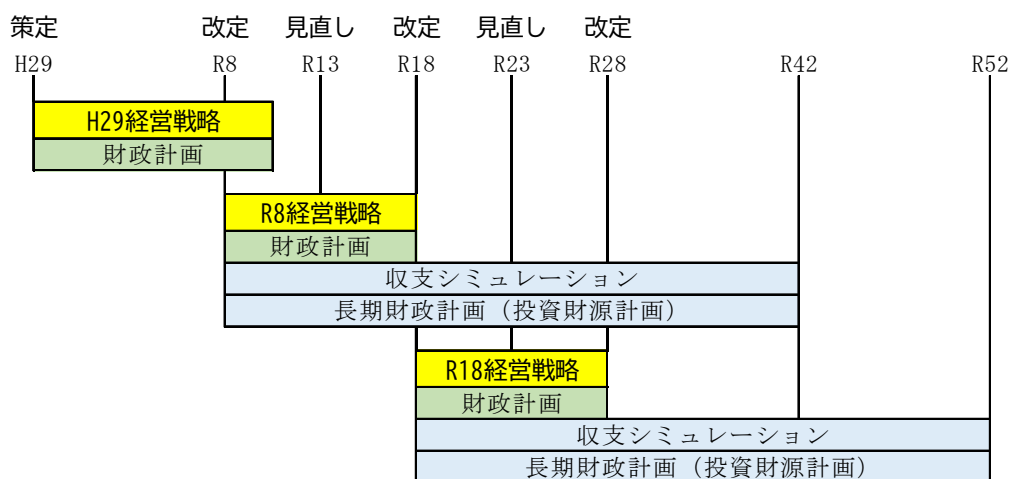 策定 改定 見直し 改定 見直し 改定
H29 R8 R13 R18 R23 R28 R42 R52
H29経営戦略
財政計画
R8経営戦略
財政計画
収支シミュレーション
長期財政計画（投資財源計画）
R18経営戦略
財政計画
収支シミュレーション
長期財政計画（投資財源計画）